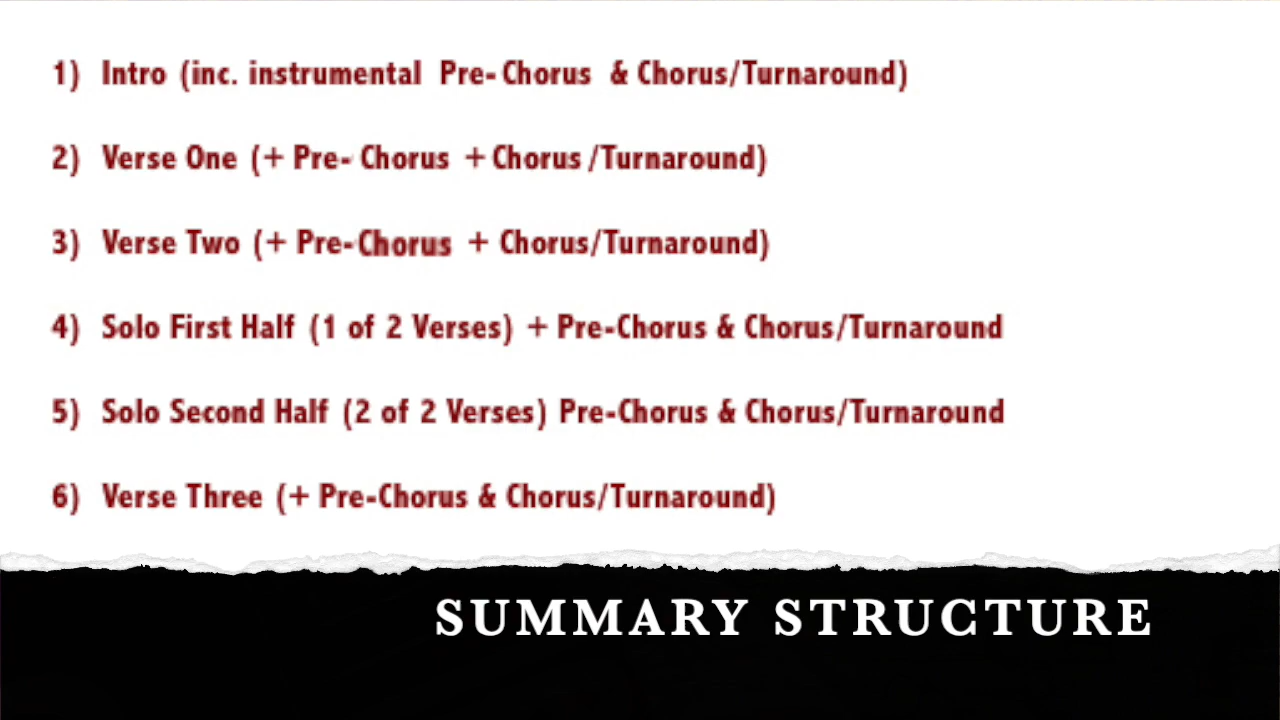 1) Intro (inc. instrumental Pre- Chorus & Chorus/Turnaround)
2) Verse One (+ Pre- Chorus + Chorus /Turnaround)
3) Verse Two (+ Pre-Chorus + Chorus/Turnaround)
4) Solo First Half (1 of 2 Verses) + Pre-Chorus & Chorus/Turnaround
5) Solo Second Half (2 of 2 Verses) Pre-Chorus & Chorus/Turnaround
6) Verse Three (+ Pre-Chorus & Chorus/Turnaround)
SUMMARY STRUCTURE